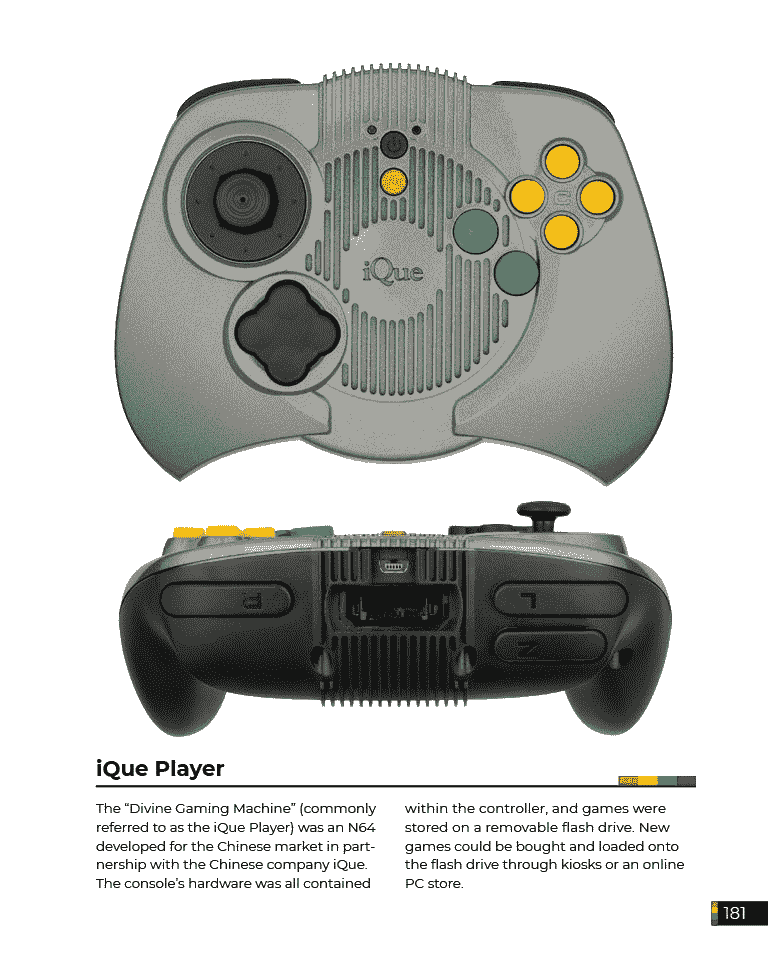 iQue
C
R
L
Z
iQue Player
The “Divine Gaming Machine” (commonly
referred to as the iQue Player) was an N64
developed for the Chinese market in part-
nership with the Chinese company iQue.
The console’s hardware was all contained
within the controller, and games were
stored on a removable flash drive. New
games could be bought and loaded onto
the flash drive through kiosks or an online
PC store.
181